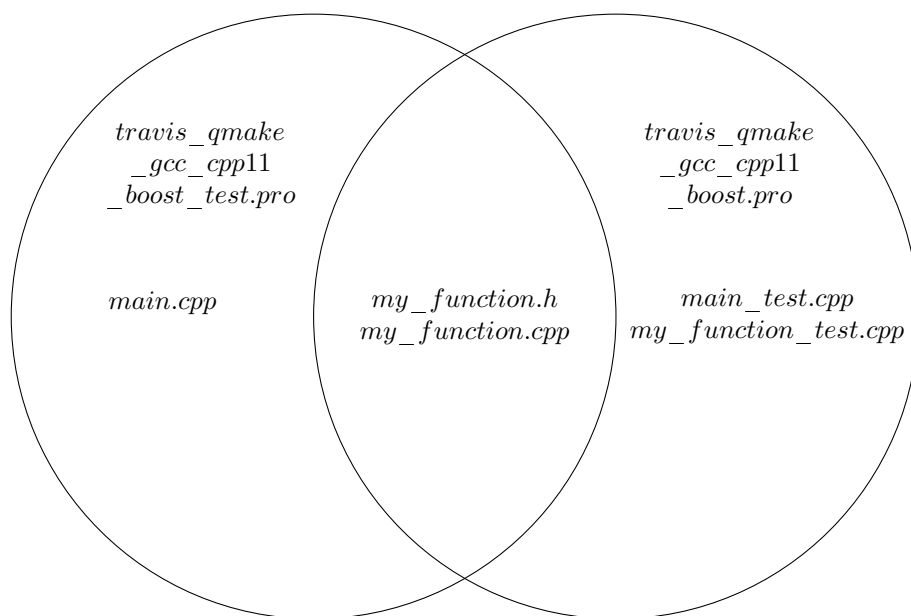 travis_qmake
_gcc_cpp11
_boost_test.pro
main.cpp
my_function.h
my_function.cpp
travis_qmake
_gcc_cpp11
_boost.pro
main_test.cpp
my_function_test.cpp